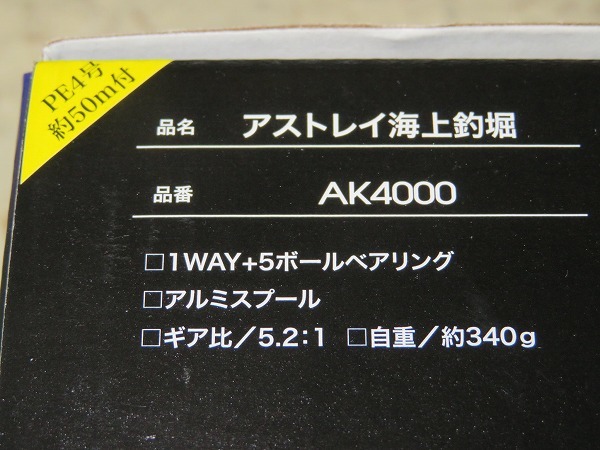 PE4号
約50m付
品名 アストレイ海上釣堀
品番 AK4000
□1WAY+5ボールベアリング
□アルミスプール
□ギア比／5.2：1 □自重／約340g